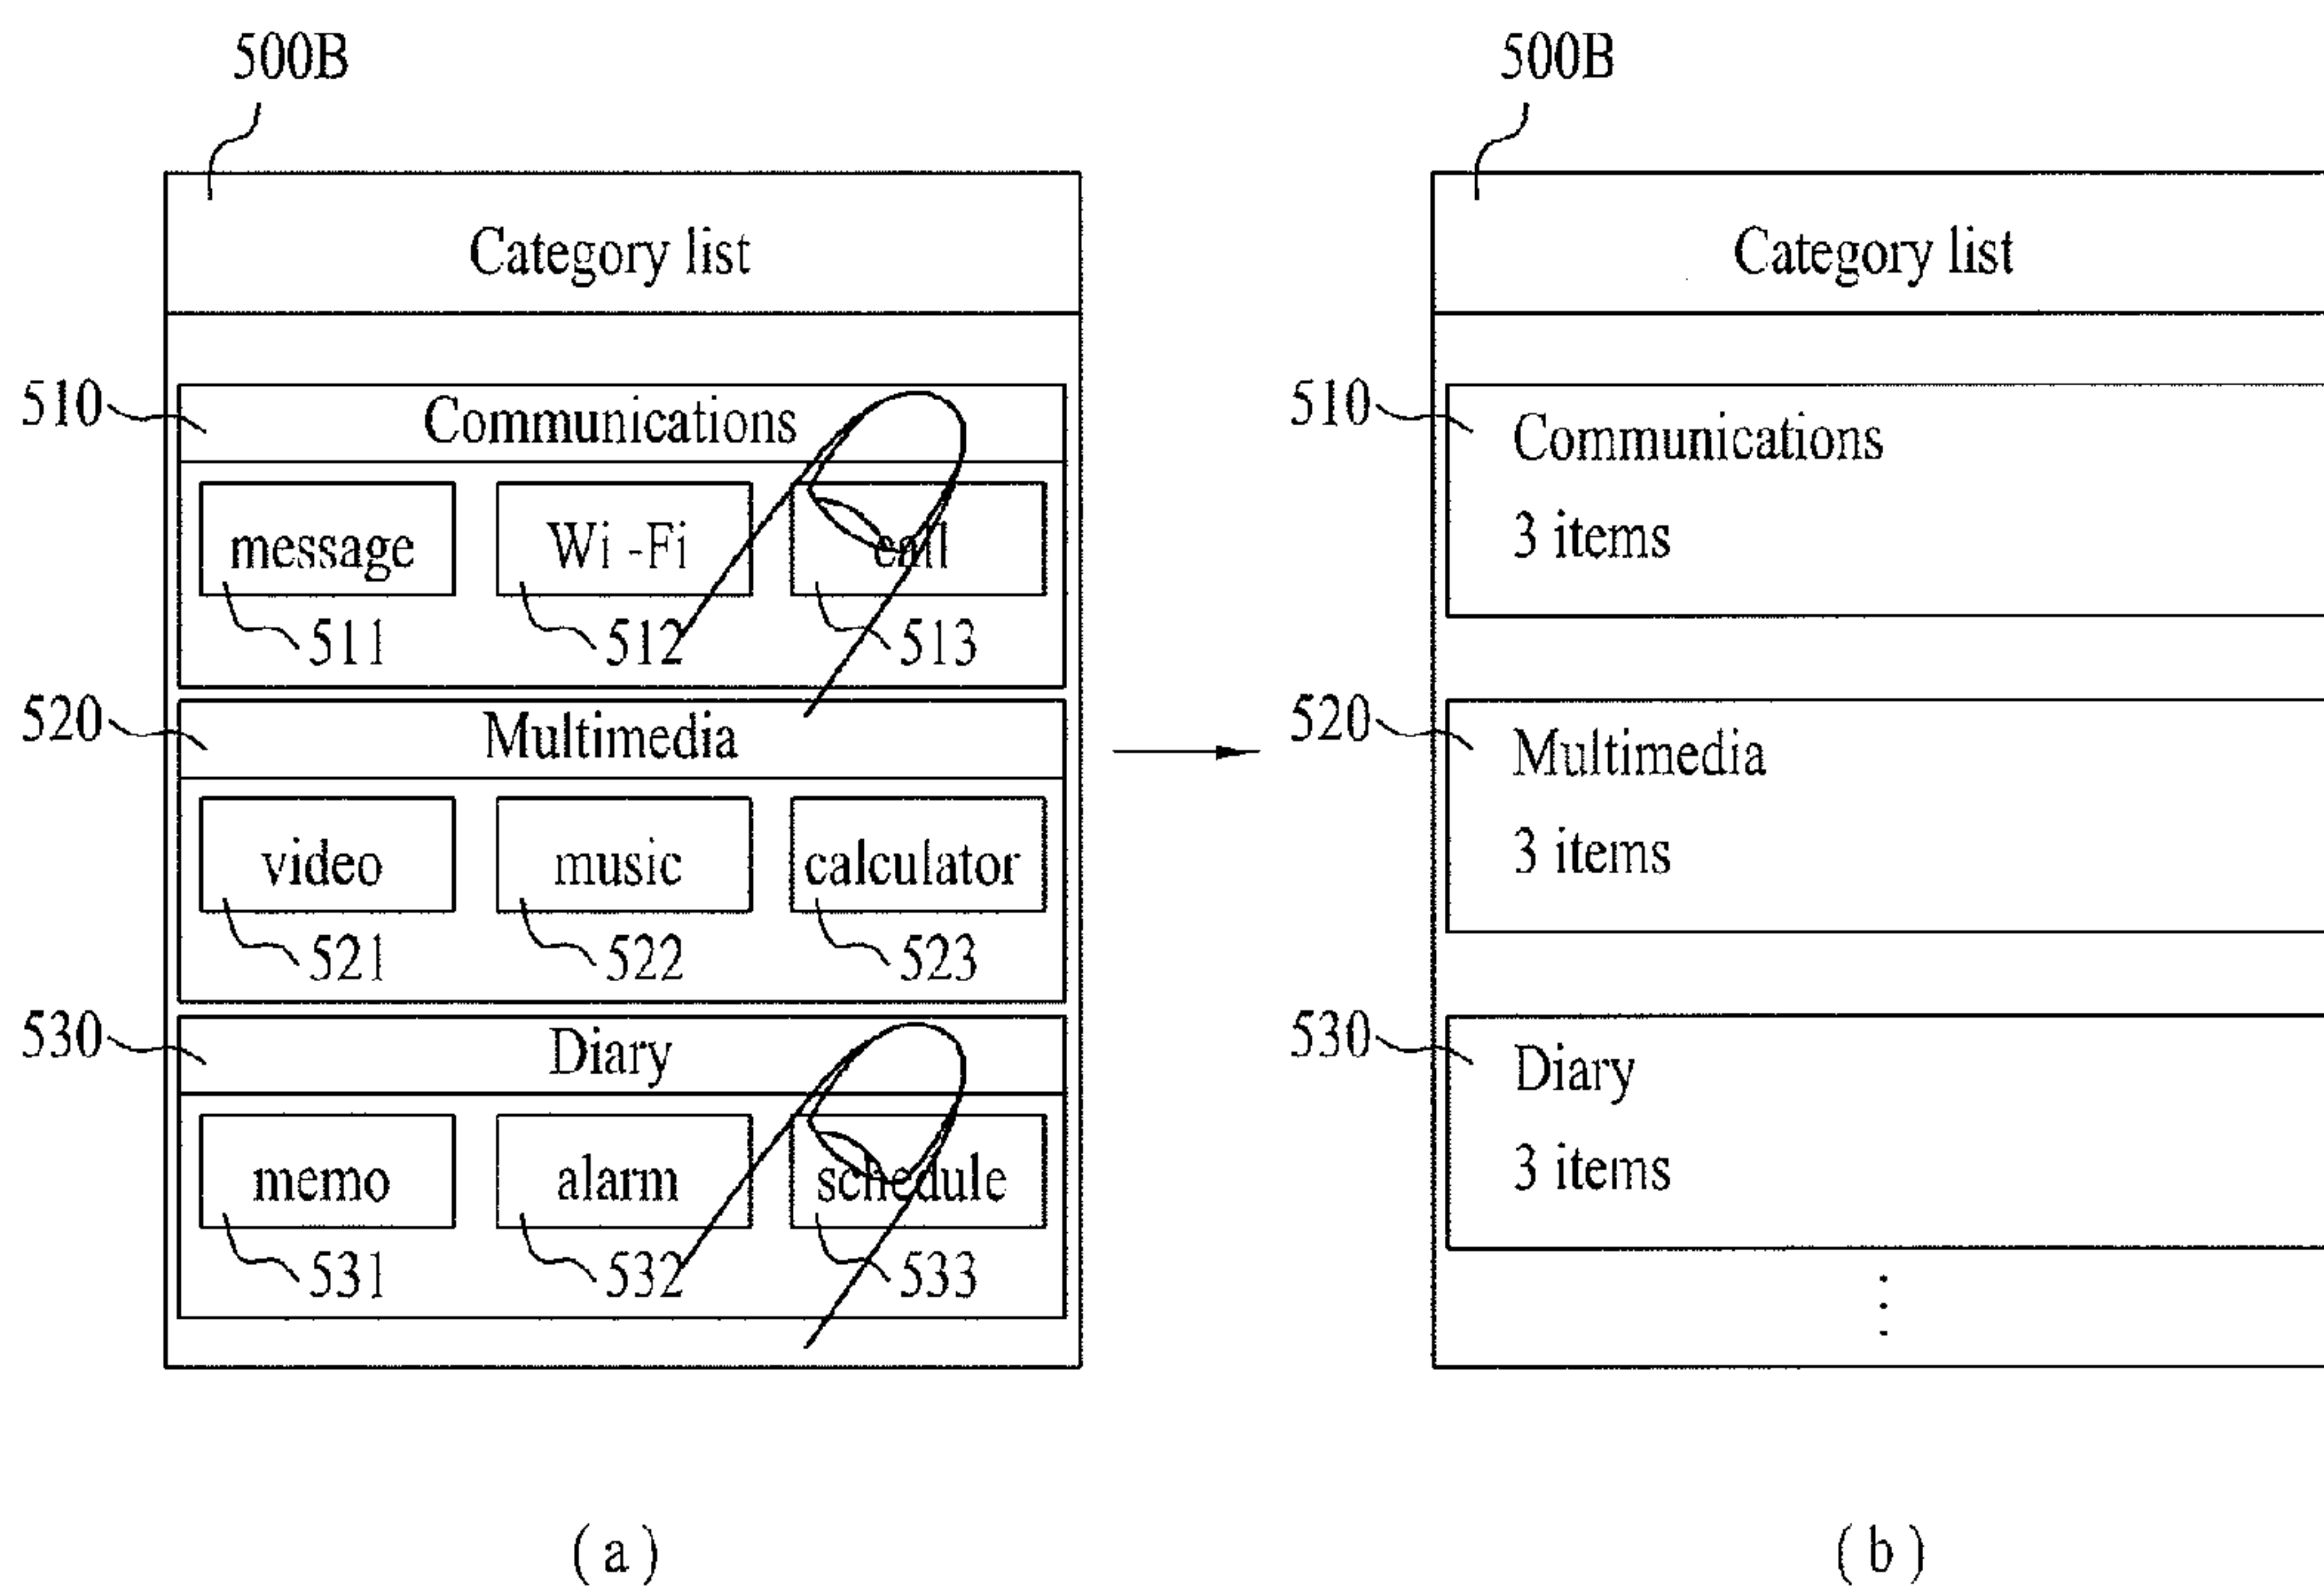 500B
Category list
510
Communications
message Wi -Fi call
511 512 513
520
Multimedia
video music calculator
521 522 523
530
Diary
memo alarm schedule
531 532 533
( a )
500B
Category list
510
Communications
3 items
520
Multimedia
3 items
530
Diary
3 items
( b )